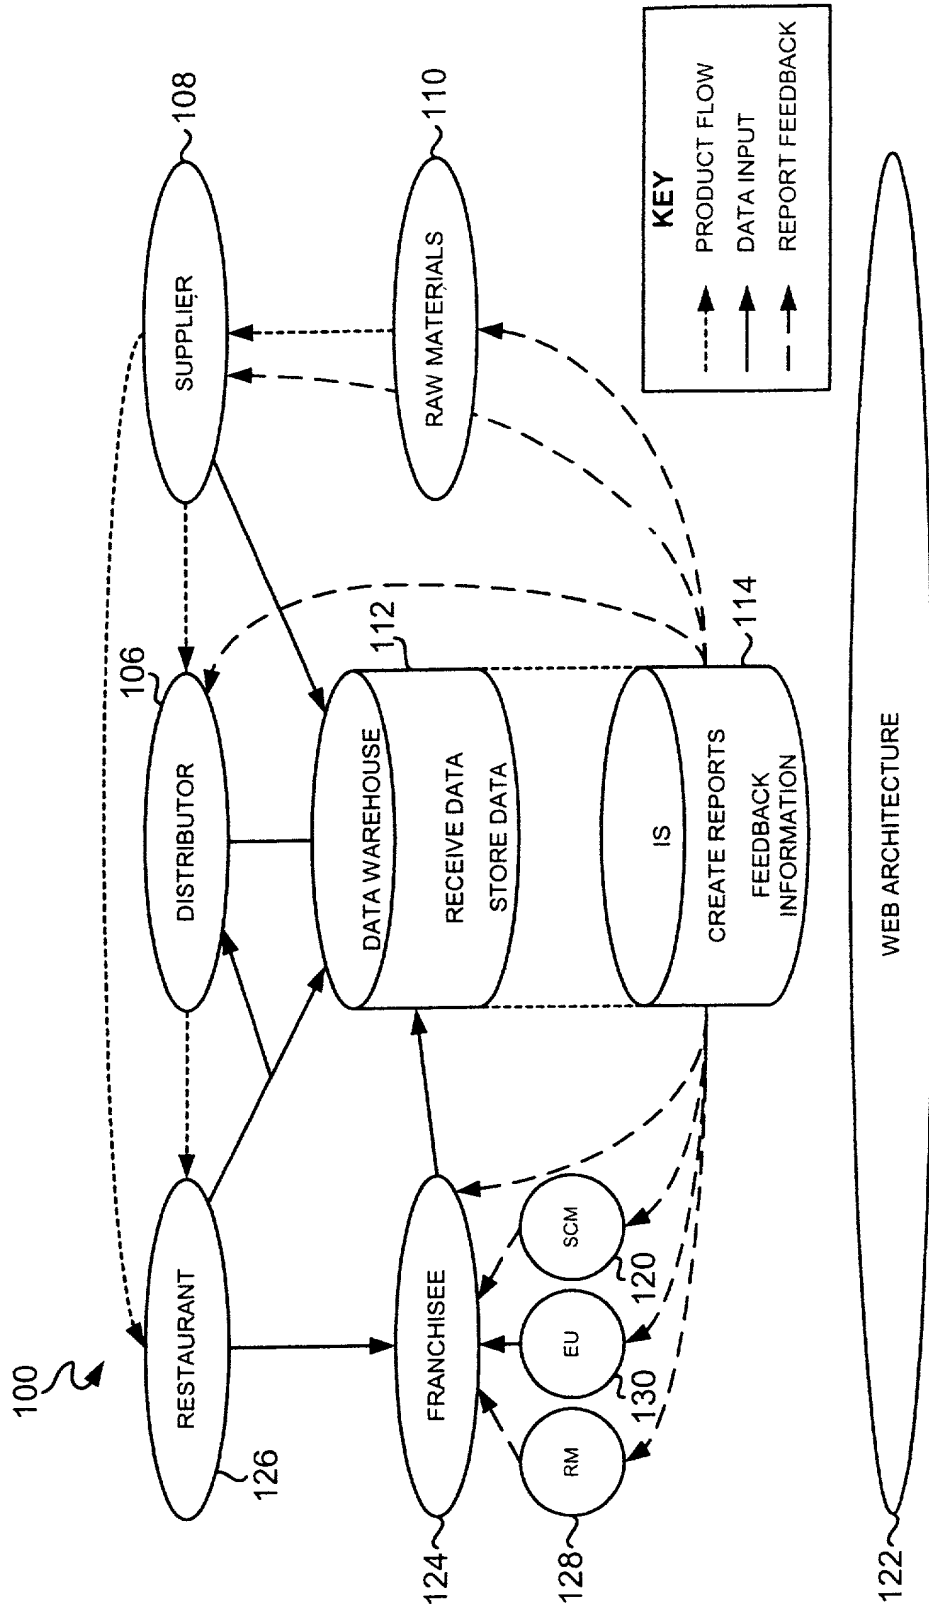 100
RESTAURANT
126
DISTRIBUTOR
106
SUPPLIER
108
FRANCHISEE
124
DATA WAREHOUSE
RECEIVE DATA
STORE DATA
112
RAW MATERIALS
110
RM
128
EU
130
SCM
120
IS
CREATE REPORTS
FEEDBACK
INFORMATION
114
KEY
PRODUCT FLOW
DATA INPUT
REPORT FEEDBACK
WEB ARCHITECTURE
122